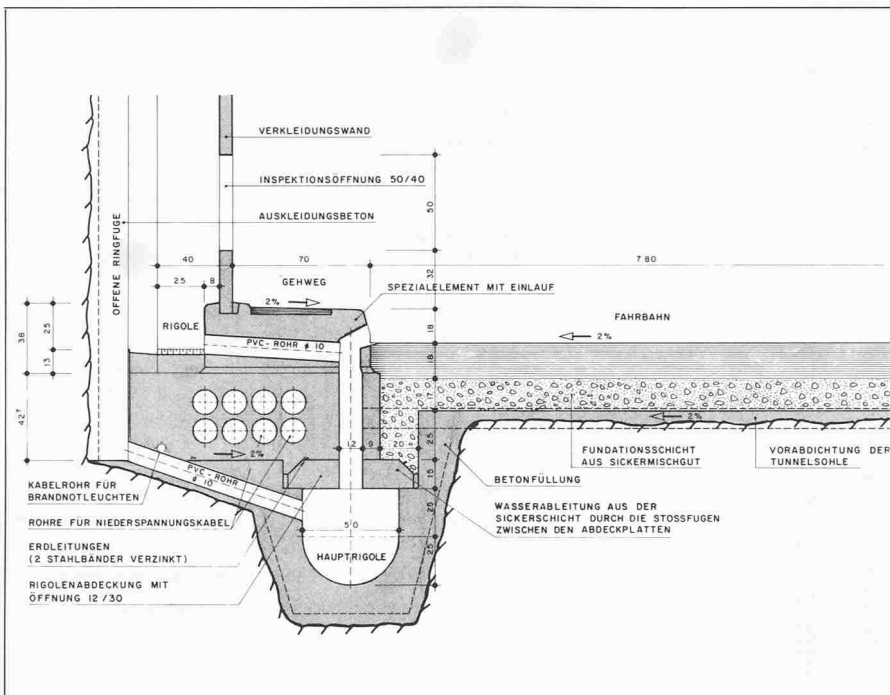 VERKLEIDUNGSWAND
INSPEKTIONSÖFFNUNG 50/40
AUSKLEIDUNGSBETON
OFFENE RINGFUGE
50
40
70
7.80
25
8
GEHWEG
32
2%
SPEZIALELEMENT MIT EINLAUF
FAHRBAHN
38
25
13
RIGOLE
PVC-ROHR ø 10
18
2%
18
42⁷
17
2%
12
9
20
25
2%
FUNDATIONSSCHICHT
AUS SICKERMISCHGUT
VORABDICHTUNG DER
TUNNELSOHLE
KABELROHR FÜR
BRANDNOTLEUCHTEN
PVC-ROHR
ø 10
15
BETONFÜLLUNG
ROHRE FÜR NIEDERSPANNUNGSKABEL
50
25
WASSERABLEITUNG AUS DER
SICKERSCHICHT DURCH DIE STOSSFUGEN
ZWISCHEN DEN ABDECKPLATTEN
ERDLEITUNGEN
(2 STAHLBÄNDER VERZINKT)
HAUPTRIGOLE
25
RIGOLENABDECKUNG MIT
ÖFFNUNG 12/30